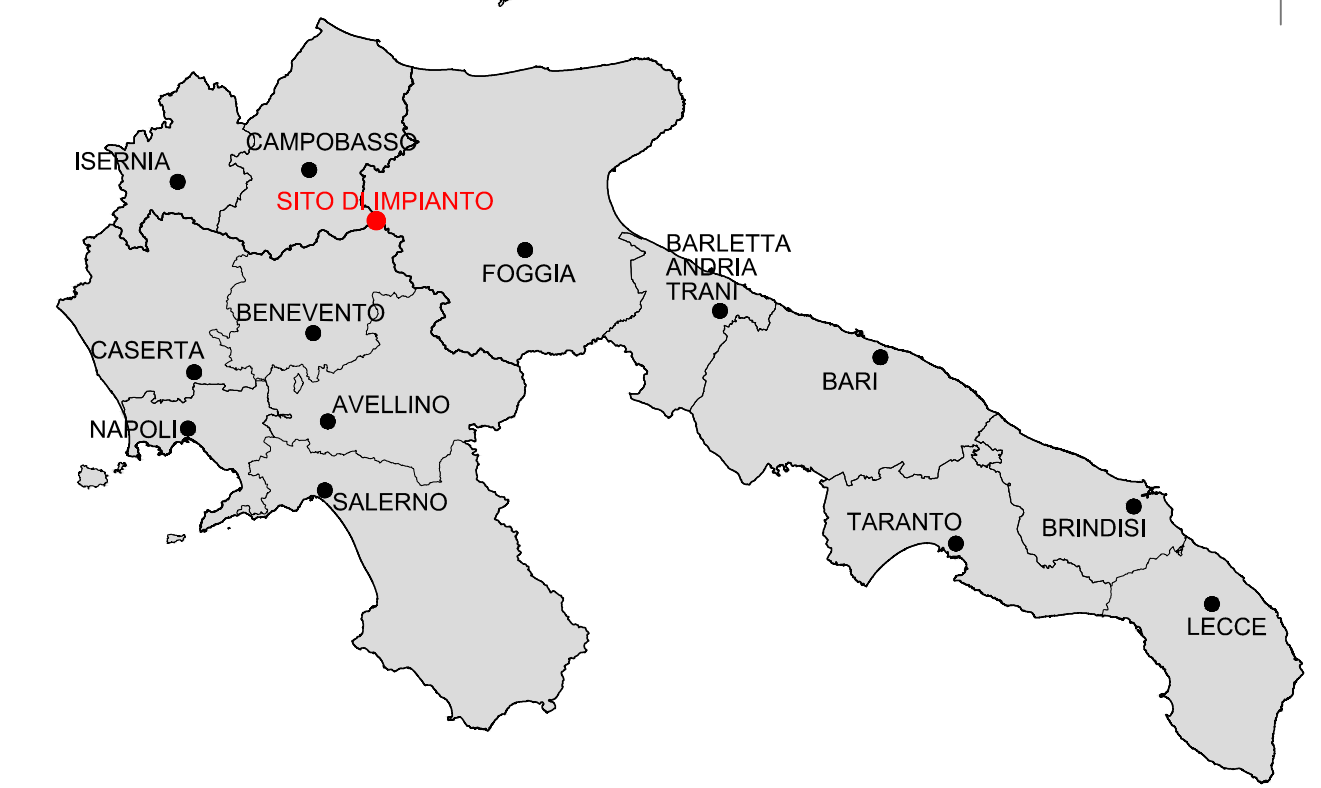 CAMPOBASSO
ISERNIA
SITO DI IMPIANTO
BARLETTA
ANDRIA
TRANI
FOGGIA
BENEVENTO
CASERTA
BARI
AVELLINO
NAPOLI
SALERNO
TARANTO
BRINDISI
LECCE